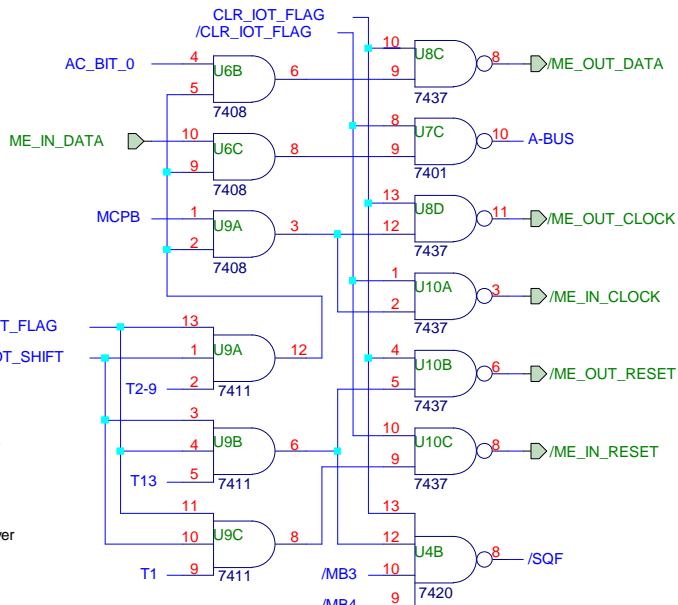 CLR_IOT_FLAG
/CLR_IOT_FLAG
AC_BIT_0 4 5 U6B 6 7408
10 9 U8C 8 7437 /ME_OUT_DATA
ME_IN_DATA 10 9 U6C 8 7408
8 9 U7C 10 7401 A-BUS
MCPB 1 2 U9A 3 7408
13 12 U8D 11 7437 /ME_OUT_CLOCK
1 2 U10A 3 7437 /ME_IN_CLOCK
T_FLAG 13
OT_SHIFT 1
T2-9 2 U9A 12 7411
4 5 U10B 6 7437 /ME_OUT_RESET
3 4 5 U9B 6 7411
T13
10 9 U10C 8 7437 /ME_IN_RESET
ver
11 10 9 U9C 8 7411
T1
13 12 10 9 U4B 8 7420 /SQF
/MB3
/MB4